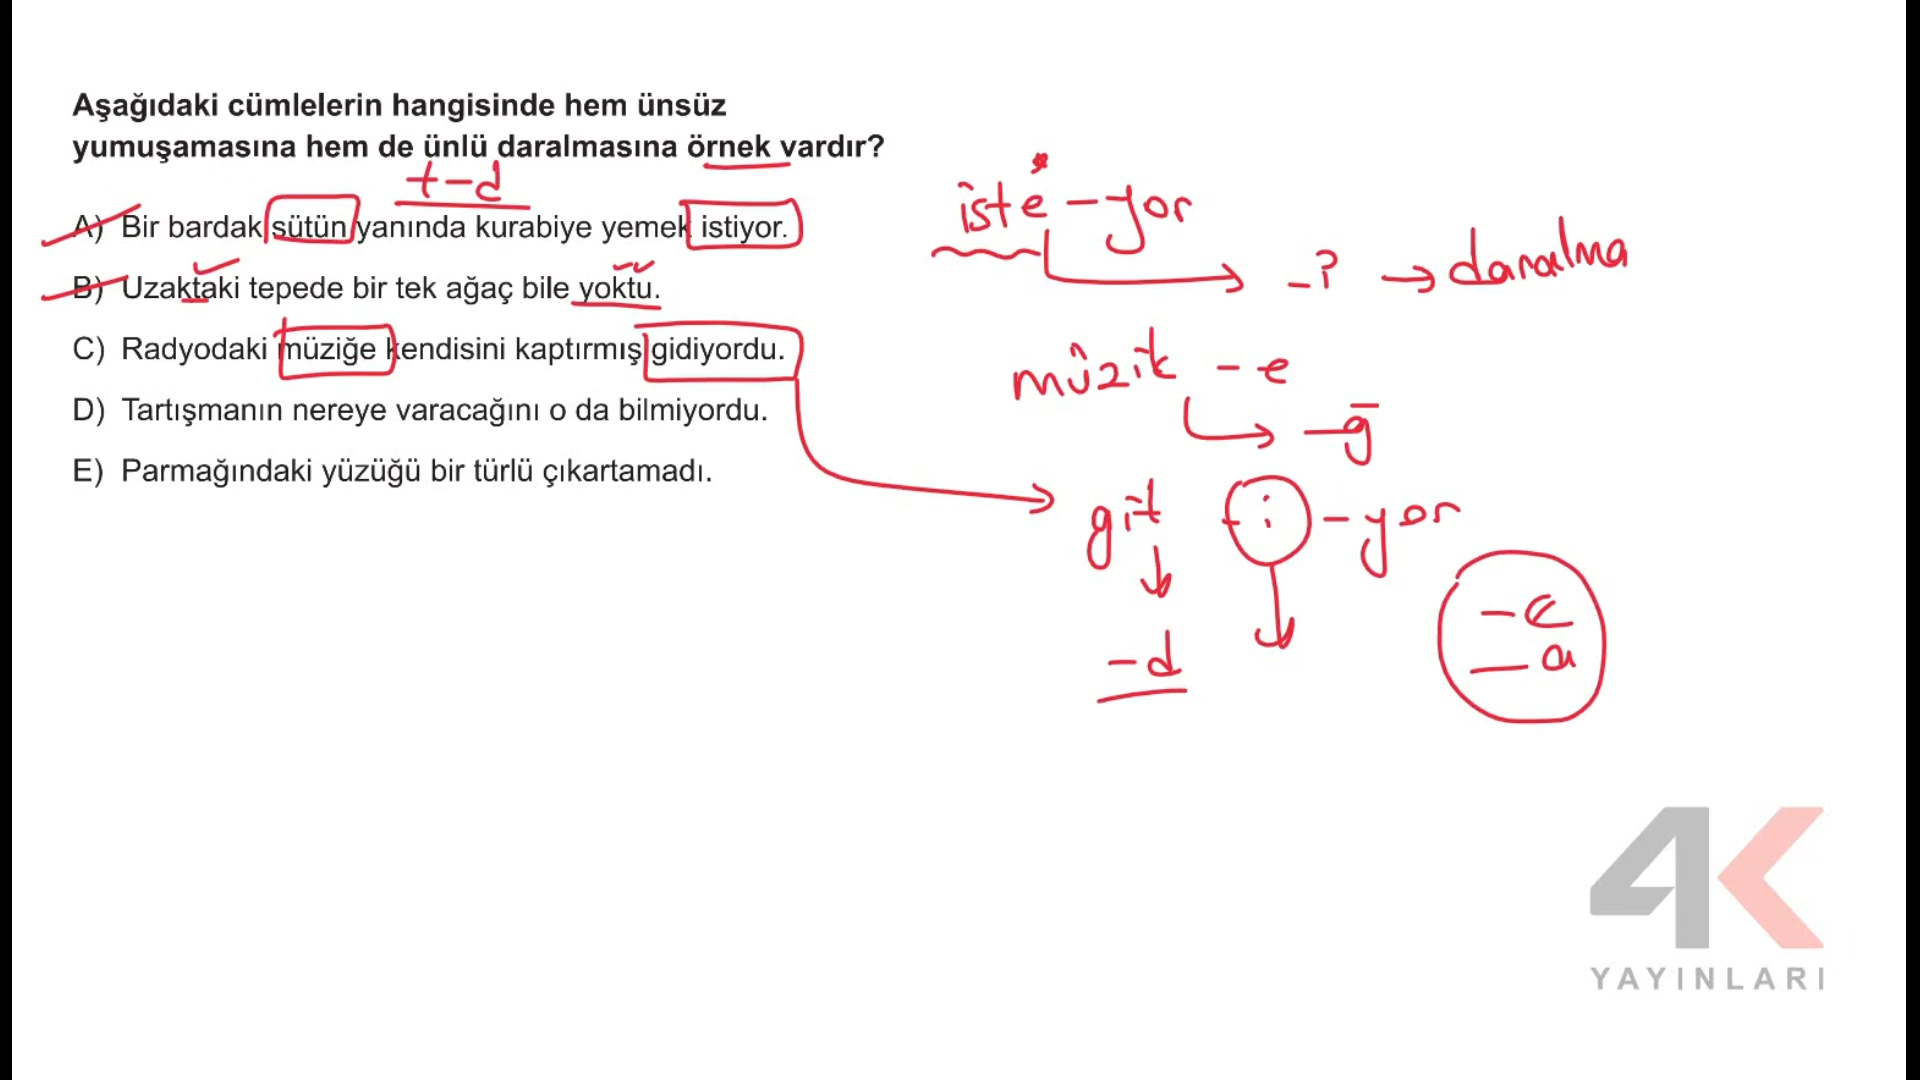 Aşağıdaki cümlelerin hangisinde hem ünsüz
yumuşamasına hem de ünlü daralmasına örnek vardır?
t-d
A) Bir bardak sütün yanında kurabiye yemek istiyor.
B) Uzaktaki tepede bir tek ağaç bile yoktu.
C) Radyodaki müziğe kendisini kaptırmış gidiyordu.
D) Tartışmanın nereye varacağını o da bilmiyordu.
E) Parmağındaki yüzüğü bir türlü çıkartamadı.
iste -yor
-i → daralma
müzik -e
-ğ
git -i -yor
-d
-e
-a
4K
YAYINLARI